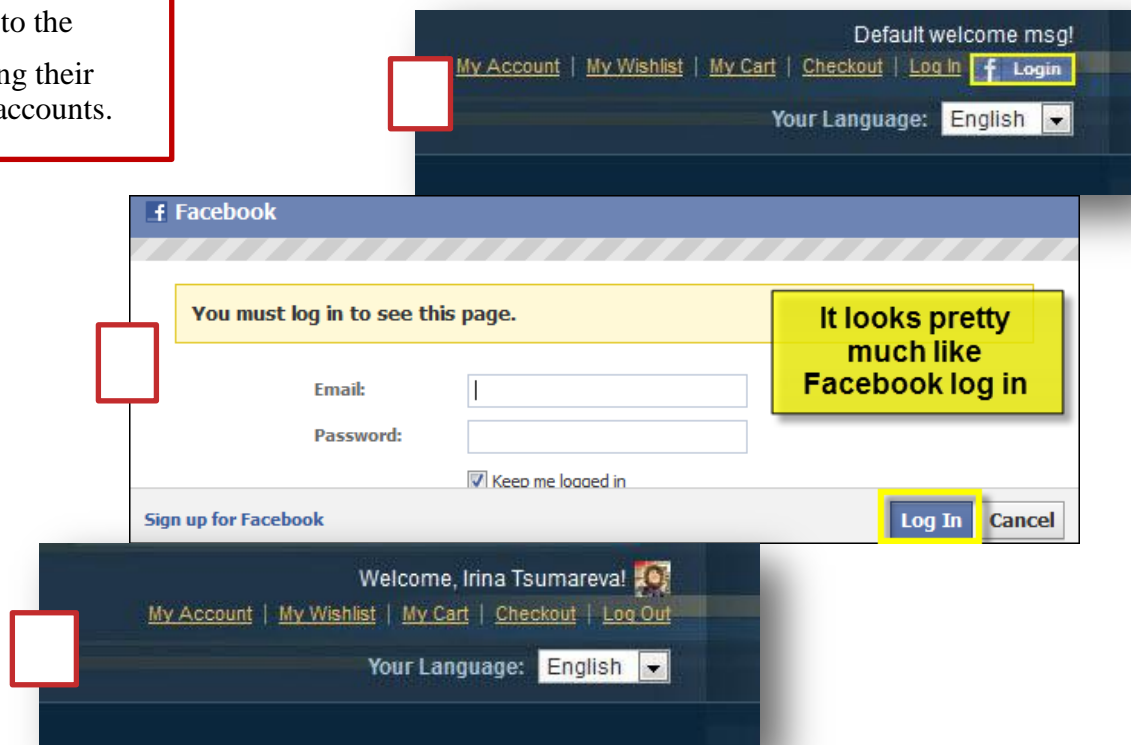 to the
ng their
accounts.
Default welcome msg!
My Account | My Wishlist | My Cart | Checkout | Log In f Login
Your Language: English
f Facebook
You must log in to see this page.
It looks pretty
much like
Facebook log in
Email:
Password:
Keep me logged in
Sign up for Facebook
Log In Cancel
Welcome, Irina Tsumareva!
My Account | My Wishlist | My Cart | Checkout | Log Out
Your Language: English